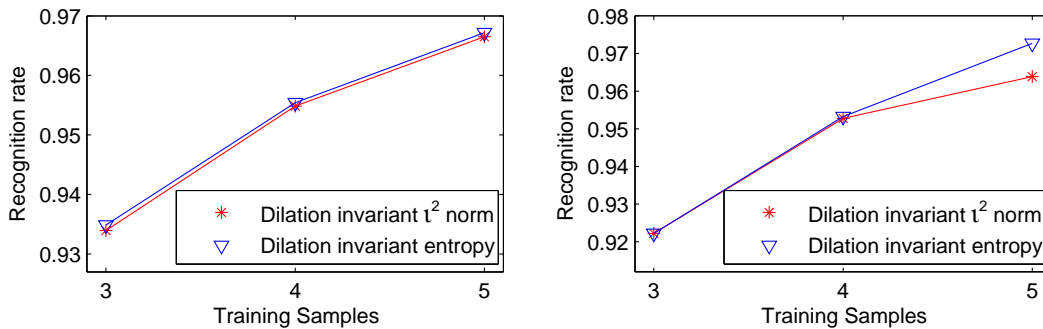 0.97
0.96
0.95
0.94
0.93
Recognition rate
Dilation invariant ι² norm
Dilation invariant entropy
3 4 5
Training Samples
0.98
0.97
0.96
0.95
0.94
0.93
0.92
Recognition rate
Dilation invariant ι² norm
Dilation invariant entropy
3 4 5
Training Samples